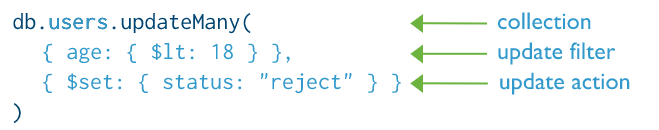 db.users.updateMany( collection
{ age: { $lt: 18 } }, update filter
{ $set: { status: "reject" } } update action
)